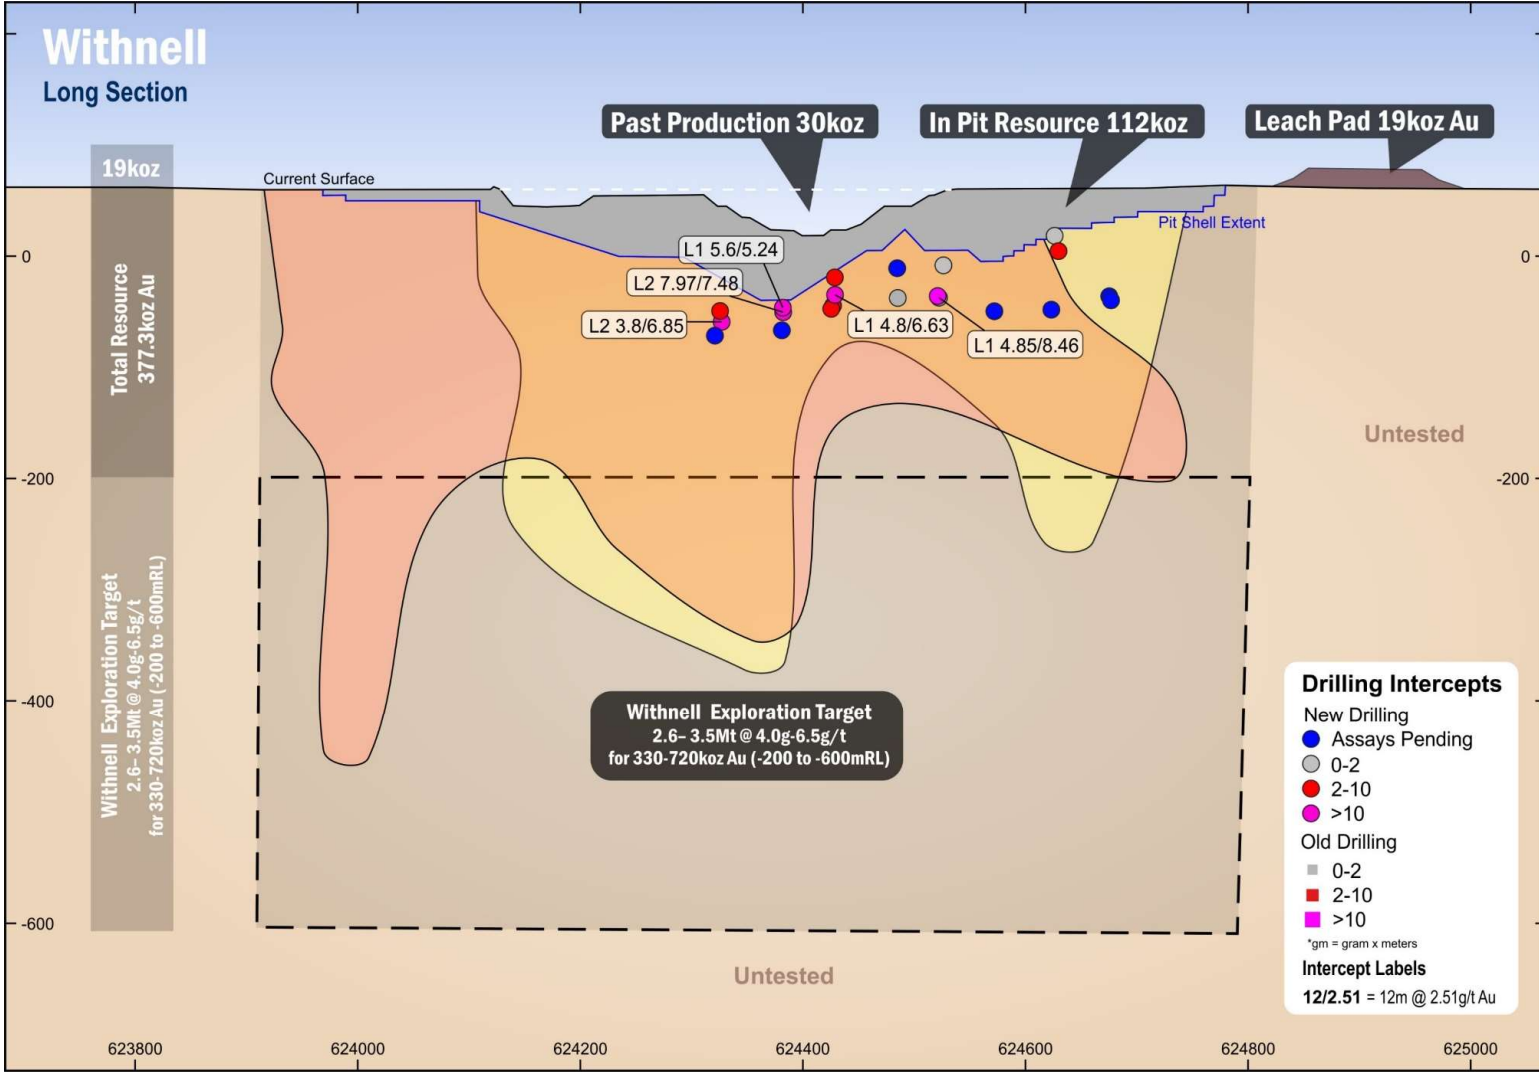 Withnell
Long Section
Past Production 30koz
In Pit Resource 112koz
Leach Pad 19koz Au
19koz
Total Resource
377.3koz Au
Withnell  Exploration Target
2.6– 3.5Mt @ 4.0g-6.5g/t
for 330-720koz Au (-200 to -600mRL)
Current Surface
Pit Shell Extent
L1 5.6/5.24
L2 7.97/7.48
L2 3.8/6.85
L1 4.8/6.63
L1 4.85/8.46
0
0
-200
-200
-400
-600
Untested
Withnell  Exploration Target
2.6– 3.5Mt @ 4.0g-6.5g/t
for 330-720koz Au (-200 to -600mRL)
Untested
Drilling Intercepts
New Drilling
Assays Pending
0-2
2-10
>10
Old Drilling
0-2
2-10
>10
*gm = gram x meters
Intercept Labels
12/2.51 = 12m @ 2.51g/t Au
623800
624000
624200
624400
624600
624800
625000